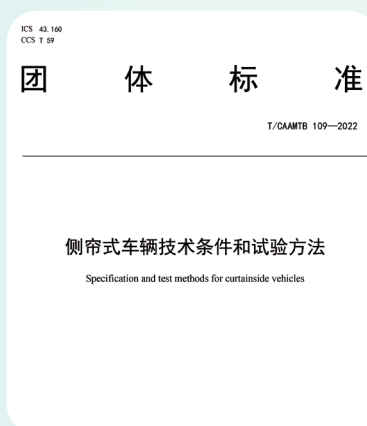 ICS 43.160
CCS T 59
团体标准
T/CAAMTB 109—2022
侧帘式车辆技术条件和试验方法
Specification and test methods for curtainside vehicles